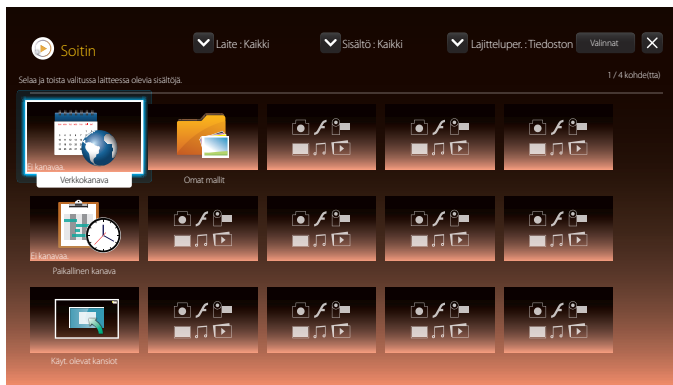 Soitin
Laite : Kaikki
Sisältö : Kaikki
Lajitteluper. : Tiedoston
Valinnat
Selaa ja toista valitussa laitteessa olevia sisältöjä.
1 / 4 kohde(tta)
Ei kanavaa.
Verkkokanava
Omat mallit
Ei kanavaa.
Paikallinen kanava
Käyt. olevat kansiot